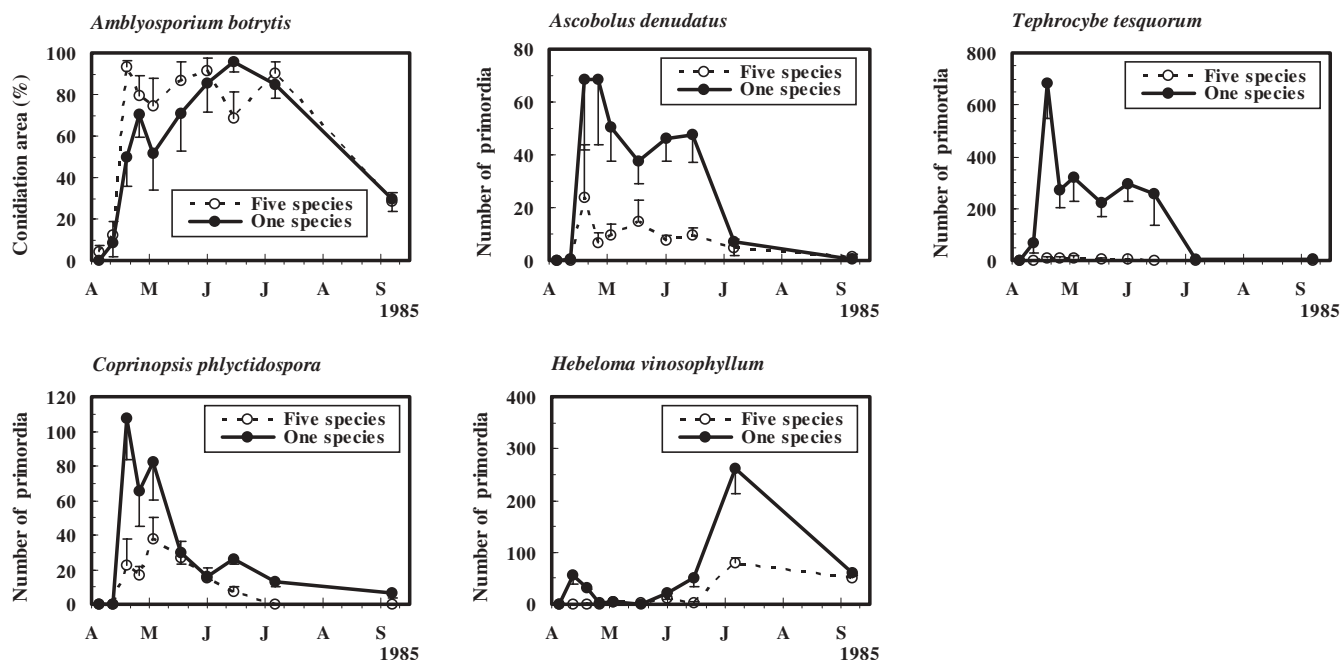 Amblyosporium botrytis
Conidiation area (%)
100
80
60
40
20
0
Five species
One species
A M J J A S
1985
Ascobolus denudatus
Number of primordia
80
60
40
20
0
Five species
One species
A M J J A S
1985
Tephrocybe tesquorum
Number of primordia
800
600
400
200
0
Five species
One species
A M J J A S
1985
Coprinopsis phlyctidospora
Number of primordia
120
100
80
60
40
20
0
Five species
One species
A M J J A S
1985
Hebeloma vinosophyllum
Number of primordia
400
300
200
100
0
Five species
One species
A M J J A S
1985